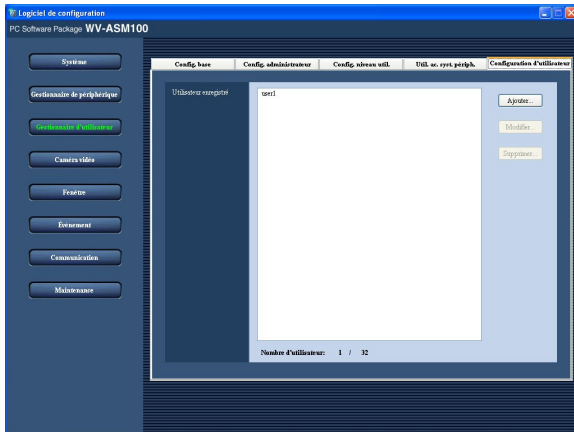 Logiciel de configuration
PC Software Package WV-ASM100
Système
Gestionnaire de périphérique
Gestionnaire d'utilisateur
Caméra vidéo
Fenêtre
Événement
Communication
Maintenance
Config. base
Config. administrateur
Config. niveau util.
Util. ac. syst. périph.
Configuration d'utilisateur
Utilisateur enregistré
user1
Ajouter...
Modifier...
Supprimer...
Nombre d'utilisateur: 1 / 32